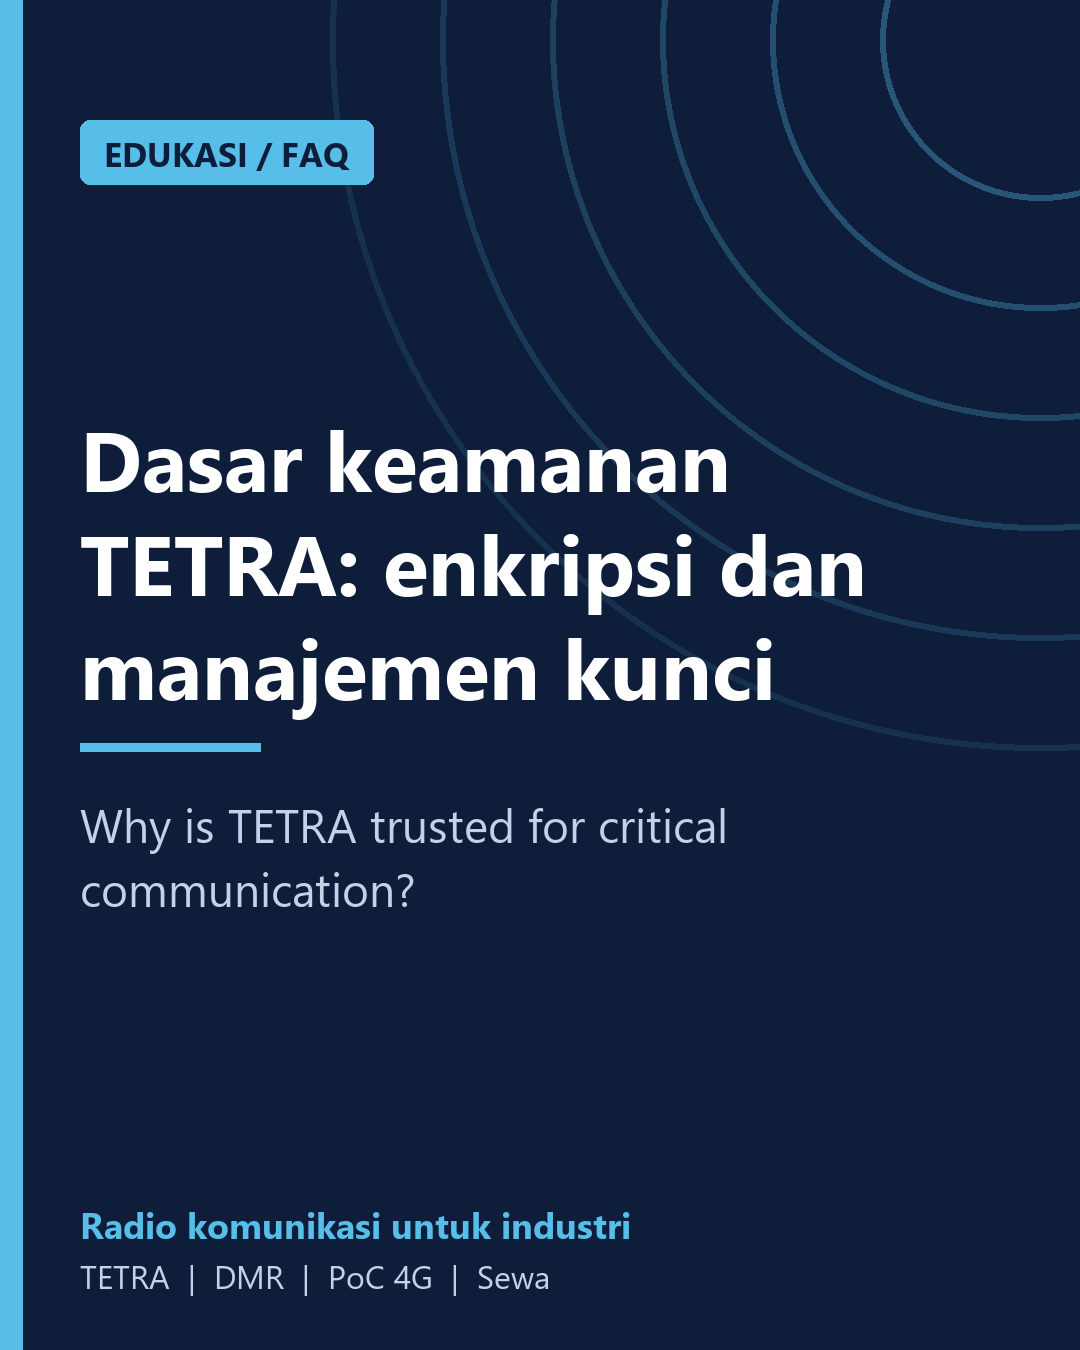 EDUKASI / FAQ
Dasar keamanan
TETRA: enkripsi dan
manajemen kunci
Why is TETRA trusted for critical
communication?
Radio komunikasi untuk industri
TETRA | DMR | PoC 4G | Sewa